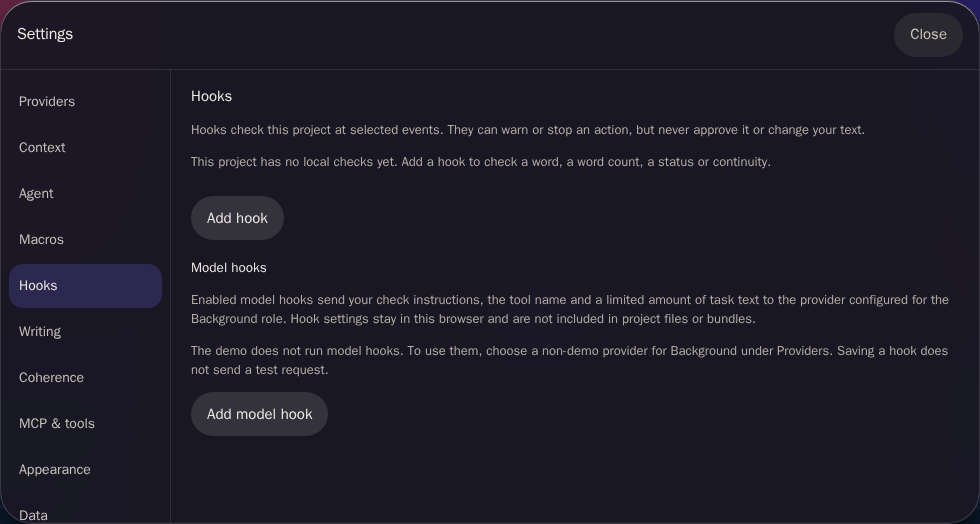 Settings
Close
Providers
Context
Agent
Macros
Hooks
Writing
Coherence
MCP & tools
Appearance
Data
Hooks
Hooks check this project at selected events. They can warn or stop an action, but never approve it or change your text.
This project has no local checks yet. Add a hook to check a word, a word count, a status or continuity.
Add hook
Model hooks
Enabled model hooks send your check instructions, the tool name and a limited amount of task text to the provider configured for the
Background role. Hook settings stay in this browser and are not included in project files or bundles.
The demo does not run model hooks. To use them, choose a non-demo provider for Background under Providers. Saving a hook does
not send a test request.
Add model hook